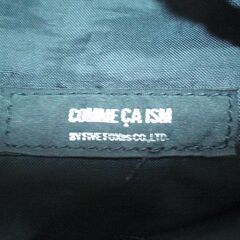 COMME ÇA ISM
BY FIVE FOXes CO.,LTD.